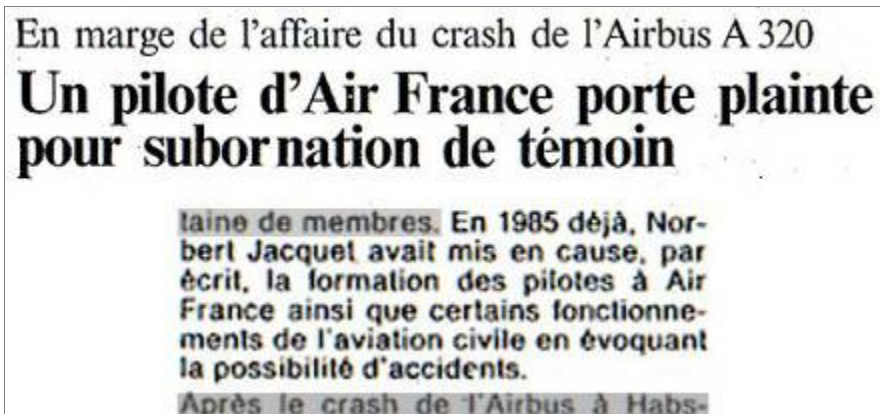 En marge de l'affaire du crash de l'Airbus A 320
Un pilote d'Air France porte plainte
pour subornation de témoin
taine de membres. En 1985 déjà, Nor-
bert Jacquet avait mis en cause, par
écrit, la formation des pilotes à Air
France ainsi que certains fonctionne-
ments de l'aviation civile en évoquant
la possibilité d'accidents.
Après le crash de l'Airbus à Habs-